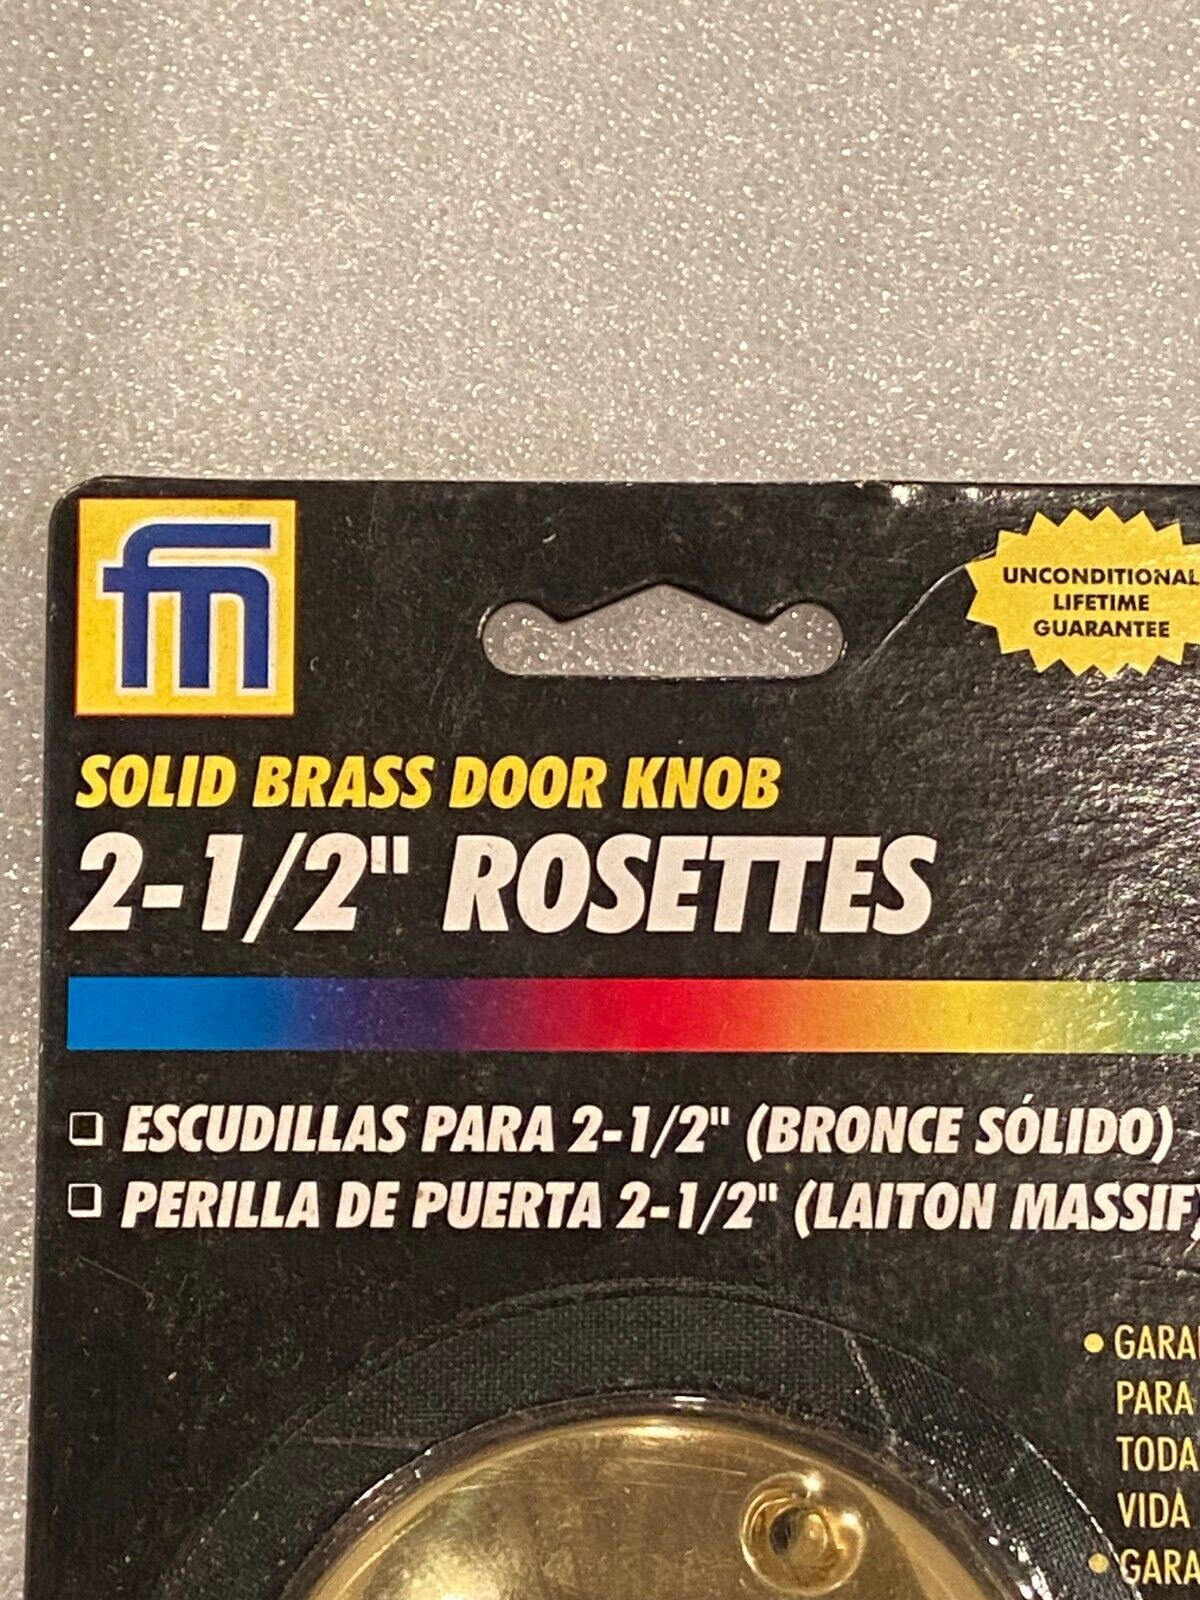 fm
UNCONDITIONAL
LIFETIME
GUARANTEE
SOLID BRASS DOOR KNOB
2-1/2" ROSETTES
❑ ESCUDILLAS PARA 2-1/2" (BRONCE SÓLIDO)
❑ PERILLA DE PUERTA 2-1/2" (LAITON MASSIF)
•
PARA
TODA
VIDA
•